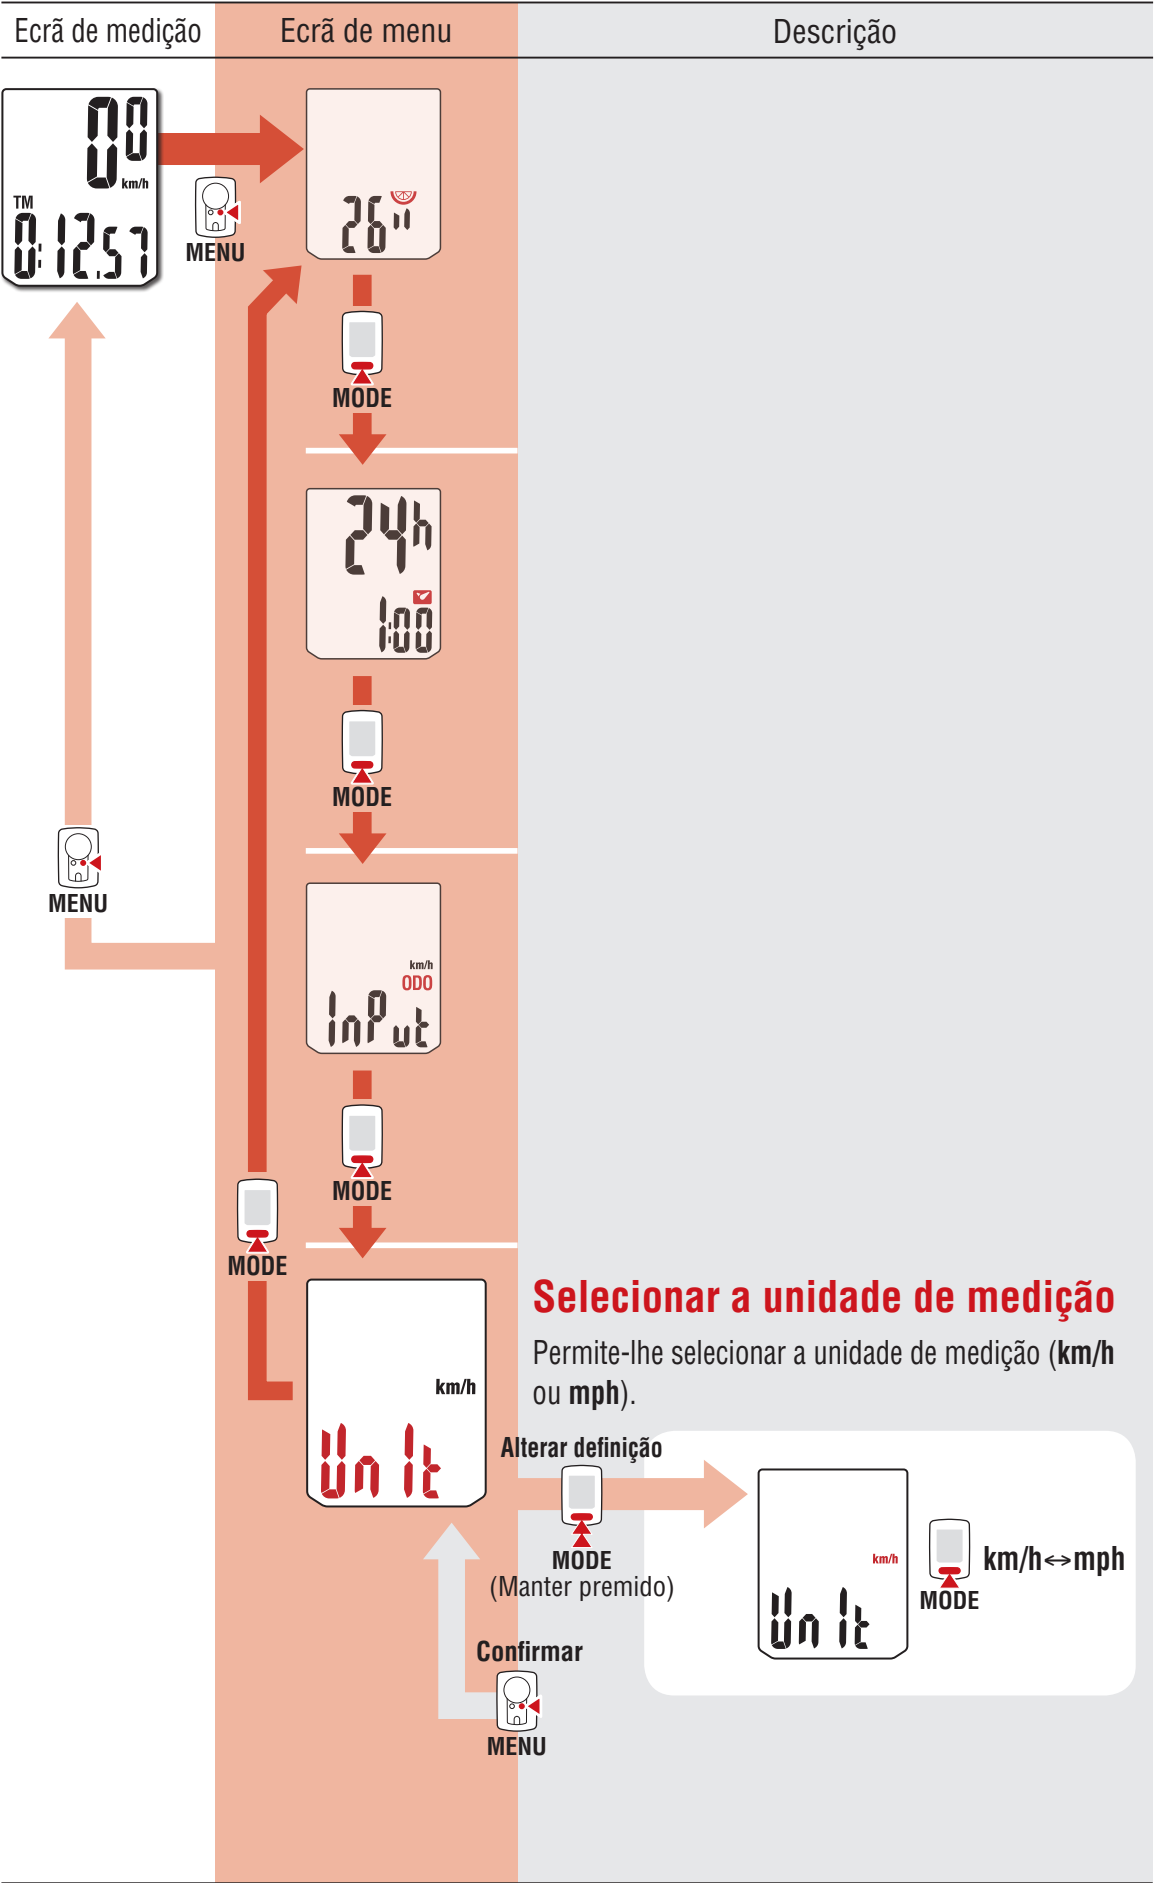 Ecrã de medição
Ecrã de menu
Descrição
00
km/h
TM
0:12.57
MENU
26"
MODE
24h
1:00
MODE
MENU
km/h
ODO
InPut
MODE
MODE
Selecionar a unidade de medição
Permite-lhe selecionar a unidade de medição (km/h
ou mph).
km/h
UnIt
Alterar definição
MODE
(Manter premido)
km/h
UnIt
MODE
km/h↔mph
Confirmar
MENU